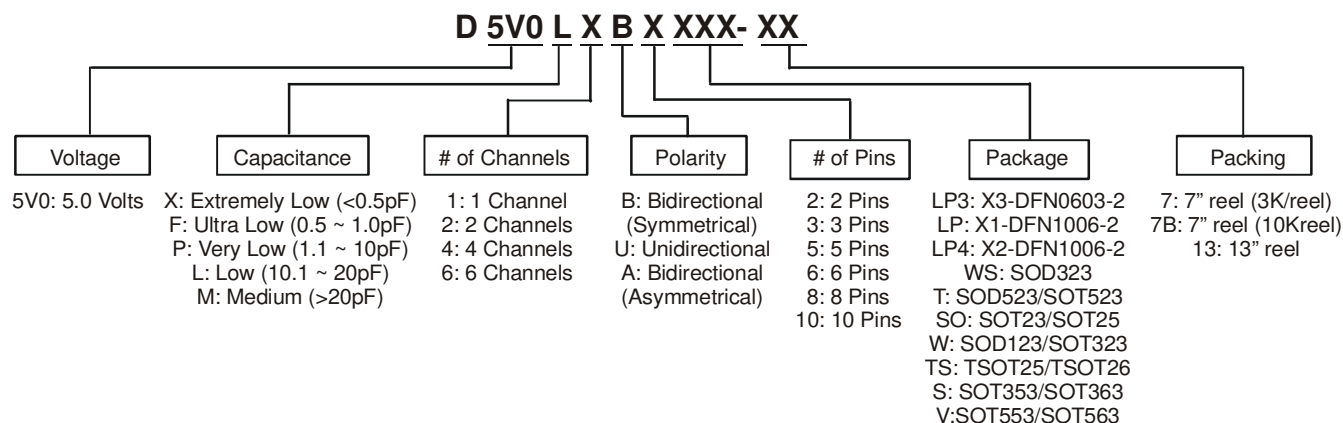 D 5V0 L X B X XXX- XX
Voltage
5V0: 5.0 Volts
Capacitance
X: Extremely Low (<0.5pF)
F: Ultra Low (0.5 ~ 1.0pF)
P: Very Low (1.1 ~ 10pF)
L: Low (10.1 ~ 20pF)
M: Medium (>20pF)
# of Channels
1: 1 Channel
2: 2 Channels
4: 4 Channels
6: 6 Channels
Polarity
B: Bidirectional
(Symmetrical)
U: Unidirectional
A: Bidirectional
(Asymmetrical)
# of Pins
2: 2 Pins
3: 3 Pins
5: 5 Pins
6: 6 Pins
8: 8 Pins
10: 10 Pins
Package
LP3: X3-DFN0603-2
LP: X1-DFN1006-2
LP4: X2-DFN1006-2
WS: SOD323
T: SOD523/SOT523
SO: SOT23/SOT25
W: SOD123/SOT323
TS: TSOT25/TSOT26
S: SOT353/SOT363
V:SOT553/SOT563
Packing
7: 7” reel (3K/reel)
7B: 7” reel (10Kreel)
13: 13” reel